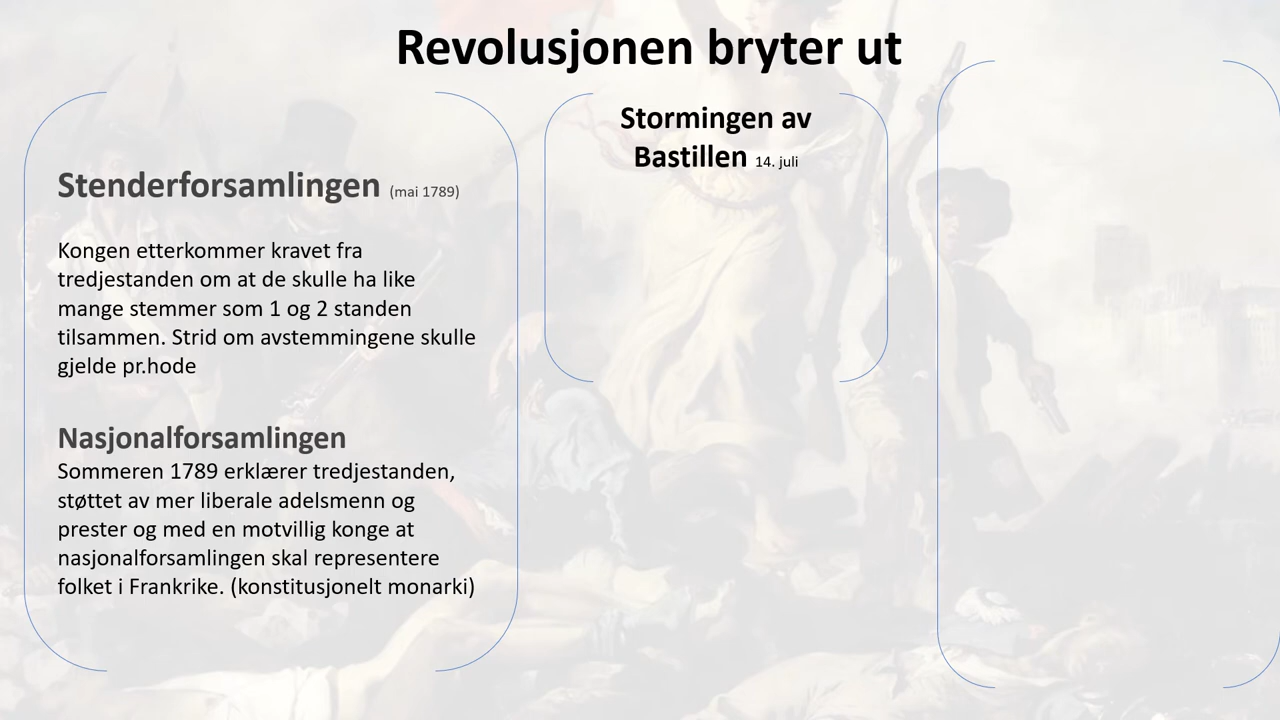 Revolusjonen bryter ut
Stenderforsamlingen (mai 1789)
Kongen etterkommer kravet fra
tredjestanden om at de skulle ha like
mange stemmer som 1 og 2 standen
tilsammen. Strid om avstemmingene skulle
gjelde pr.hode
Nasjonalforsamlingen
Sommeren 1789 erklærer tredjestanden,
støttet av mer liberale adelsmenn og
prester og med en motvillig konge at
nasjonalforsamlingen skal representere
folket i Frankrike. (konstitusjonelt monarki)
Stormingen av
Bastillen 14. juli